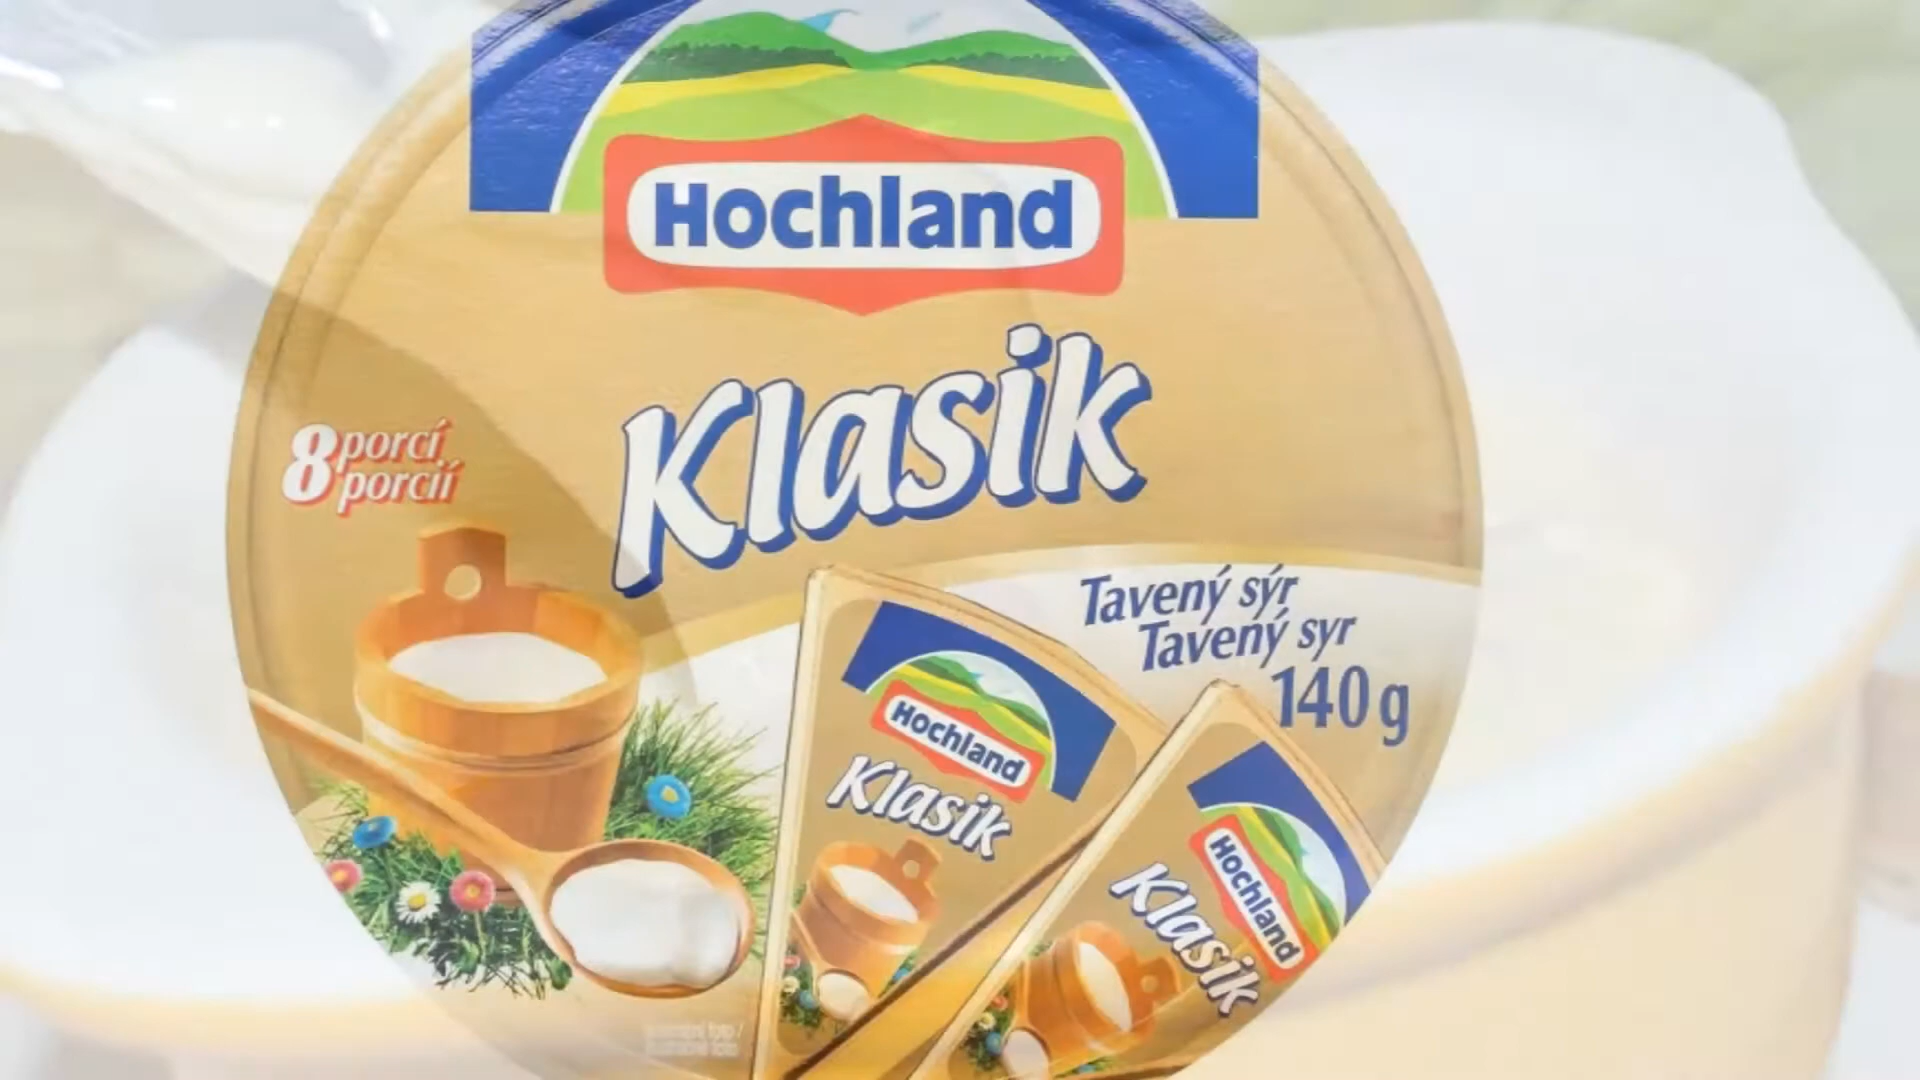 Hochland
Klasik
8 porcí
porcií
Tavený sýr
Tavený syr
140 g
Hochland
Klasik
Hochland
Klasik